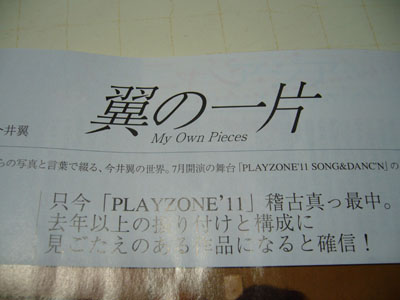 翼の一片
My Own Pieces
今井翼
らの写真と言葉で綴る、今井翼の世界。7月開演の舞台「PLAYZONE'11 SONG&DANC'N」の
只今「PLAYZONE'11」稽古真っ最中。
去年以上の振り付けと構成に
見ごたえのある作品になると確信！